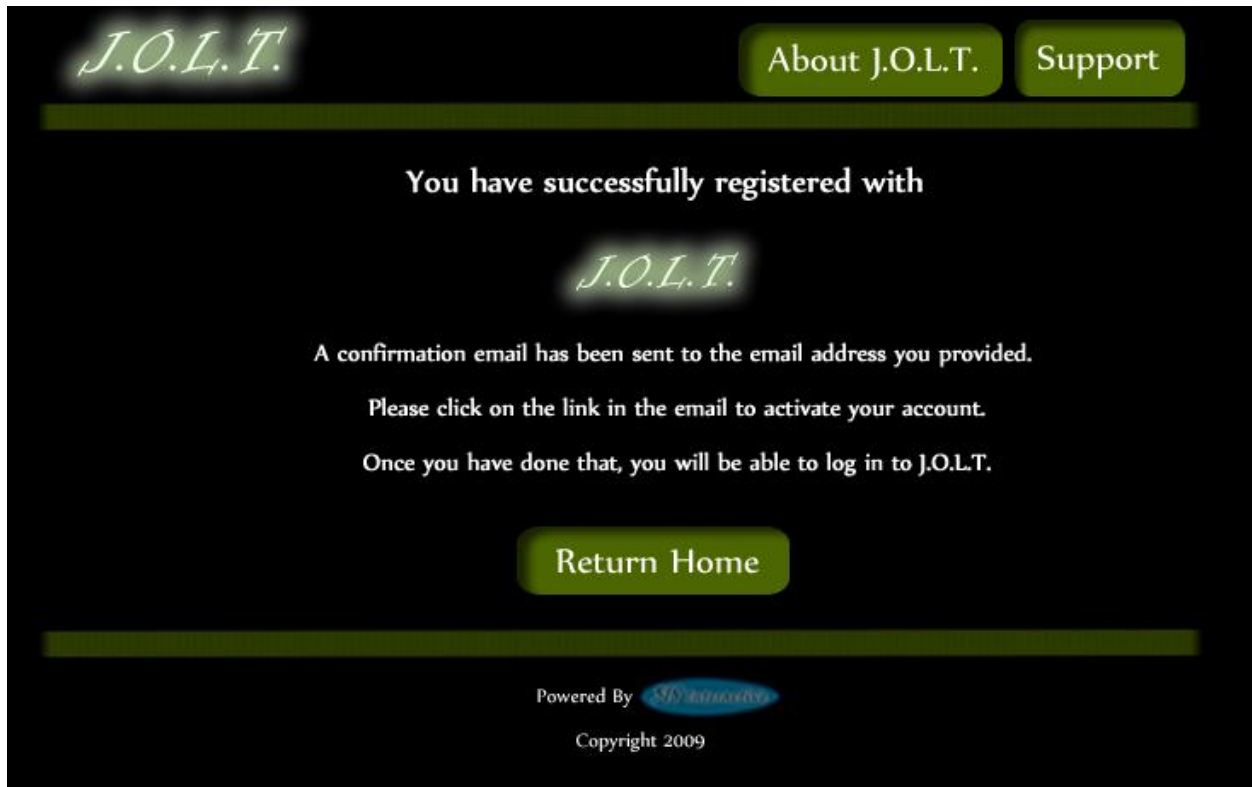 J.O.L.T.
About J.O.L.T.
Support
You have successfully registered with
J.O.L.T.
A confirmation email has been sent to the email address you provided.
Please click on the link in the email to activate your account.
Once you have done that, you will be able to log in to J.O.L.T.
Return Home
Powered By
Copyright 2009